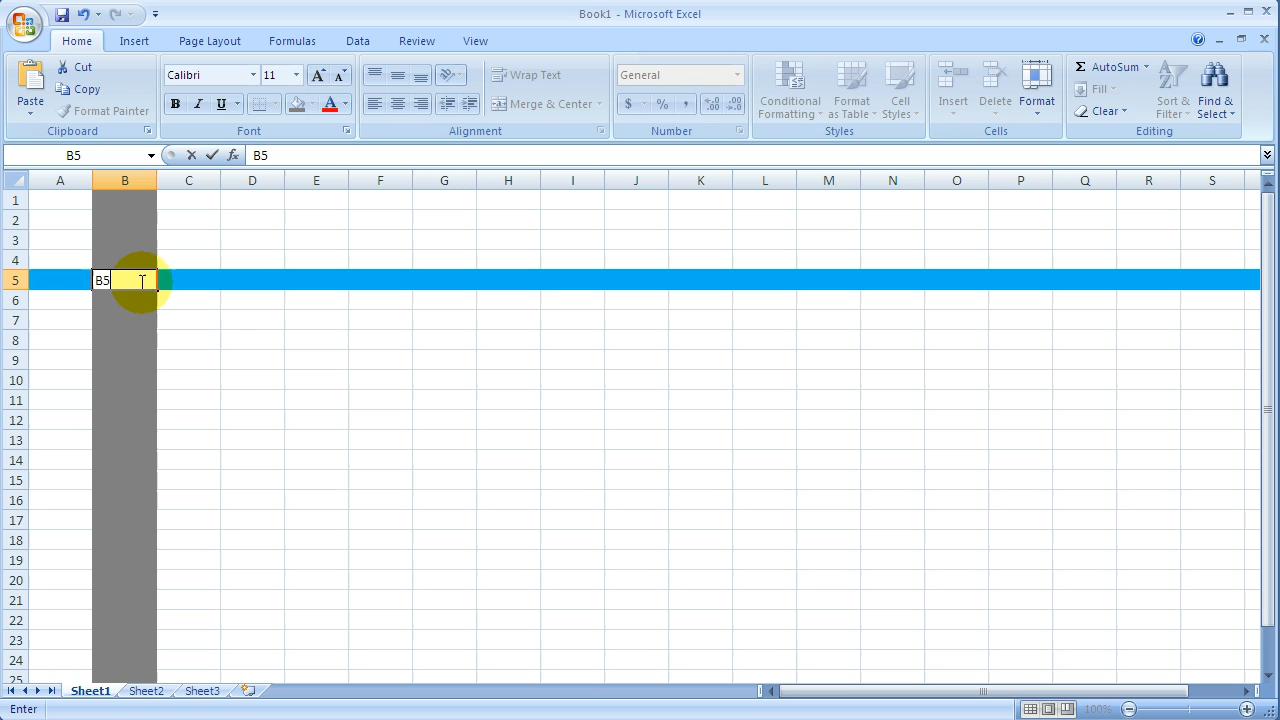 Book1 - Microsoft Excel
Home Insert Page Layout Formulas Data Review View
Paste
Cut
Copy
Format Painter
Clipboard
Calibri 11
B I U
Font
Wrap Text
Merge & Center
Alignment
General
$ % ,
Number
Conditional Formatting
Format as Table
Cell Styles
Styles
Insert
Delete
Format
Cells
AutoSum
Fill
Clear
Sort & Filter
Find & Select
Editing
B5 fx B5
A B C D E F G H I J K L M N O P Q R S
1
2
3
4
5 B5
6
7
8
9
10
11
12
13
14
15
16
17
18
19
20
21
22
23
24
25
Sheet1 Sheet2 Sheet3
Enter 100%